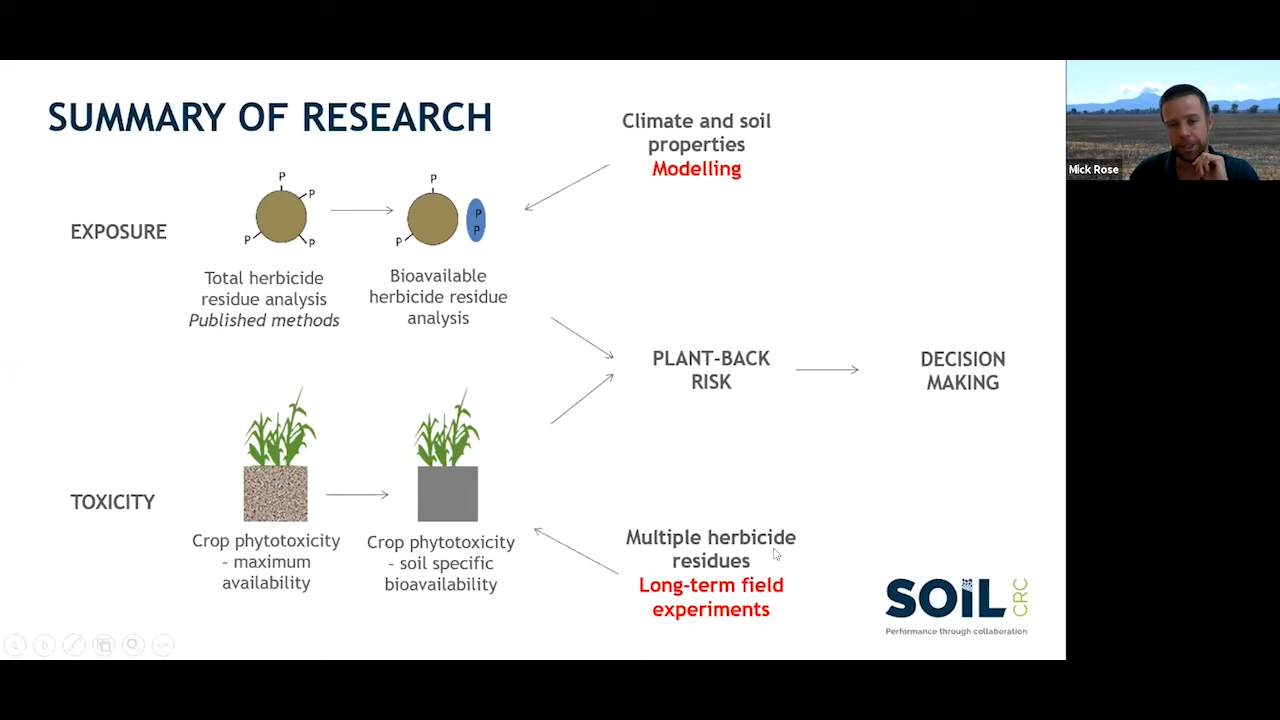 SUMMARY OF RESEARCH
Climate and soil
properties
Modelling
Mick Rose
P
P
P
P
P
P
P
P
EXPOSURE
Total herbicide
residue analysis
Published methods
Bioavailable
herbicide residue
analysis
PLANT-BACK
RISK
DECISION
MAKING
TOXICITY
Crop phytotoxicity
- maximum
availability
Crop phytotoxicity
- soil specific
bioavailability
Multiple herbicide
residues
Long-term field
experiments
SOIL
CRC
Performance through collaboration